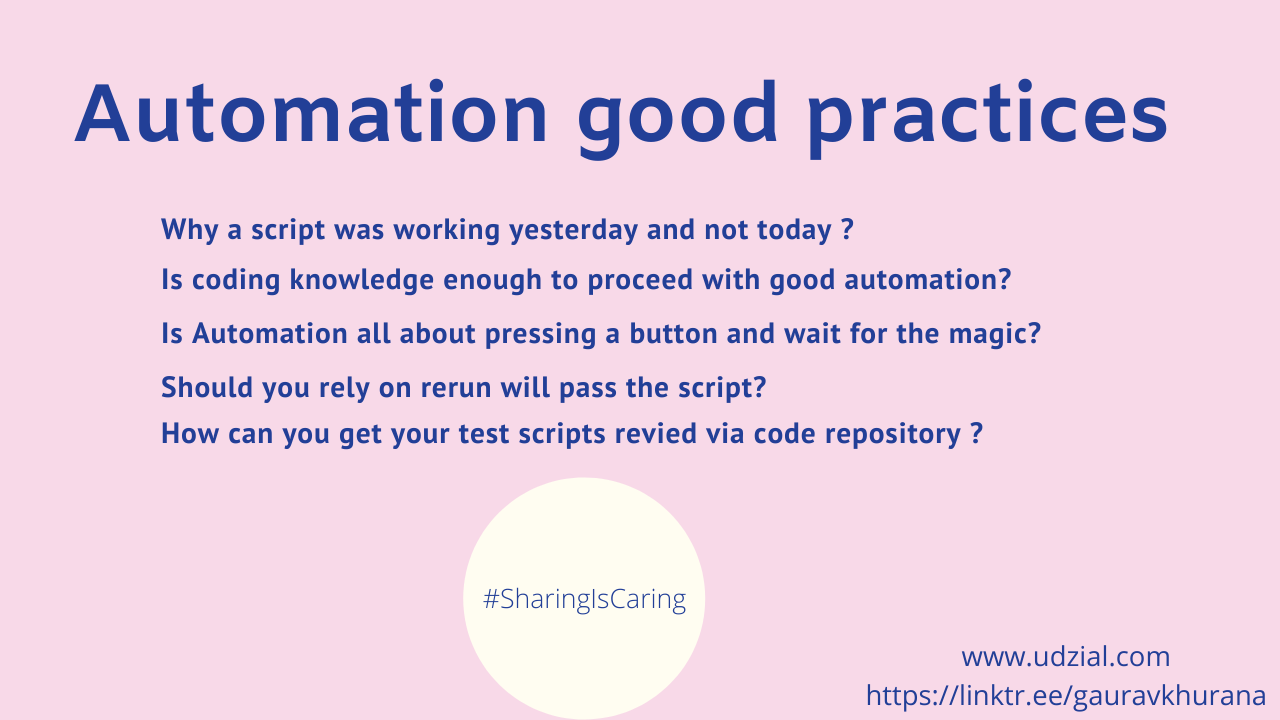 Automation good practices
Why a script was working yesterday and not today ?
Is coding knowledge enough to proceed with good automation?
Is Automation all about pressing a button and wait for the magic?
Should you rely on rerun will pass the script?
How can you get your test scripts revied via code repository ?
#SharingIsCaring
www.udzial.com
https://linktr.ee/gauravkhurana